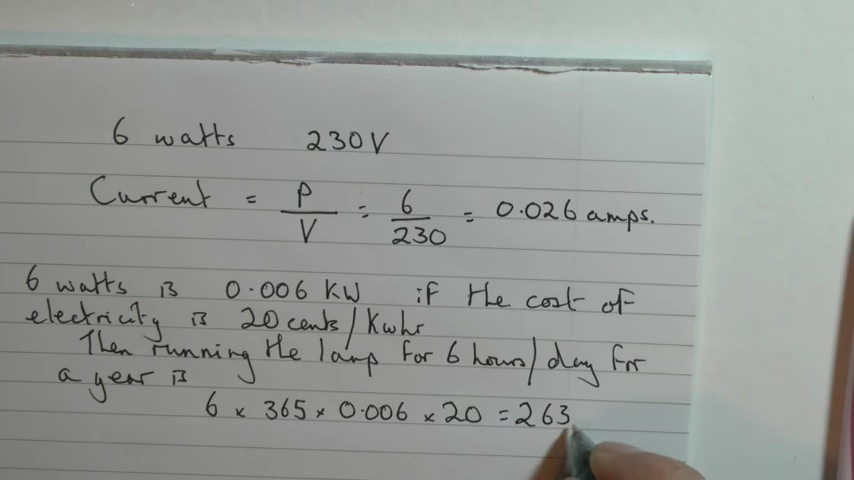 6 watts 230V
Current = P/V = 6/230 = 0.026 amps.
6 watts is 0.006 KW if the cost of
electricity is 20 cents/Kwhr
Then running the lamp for 6 hours/day for
a year is
6 × 365 × 0.006 × 20 = 263